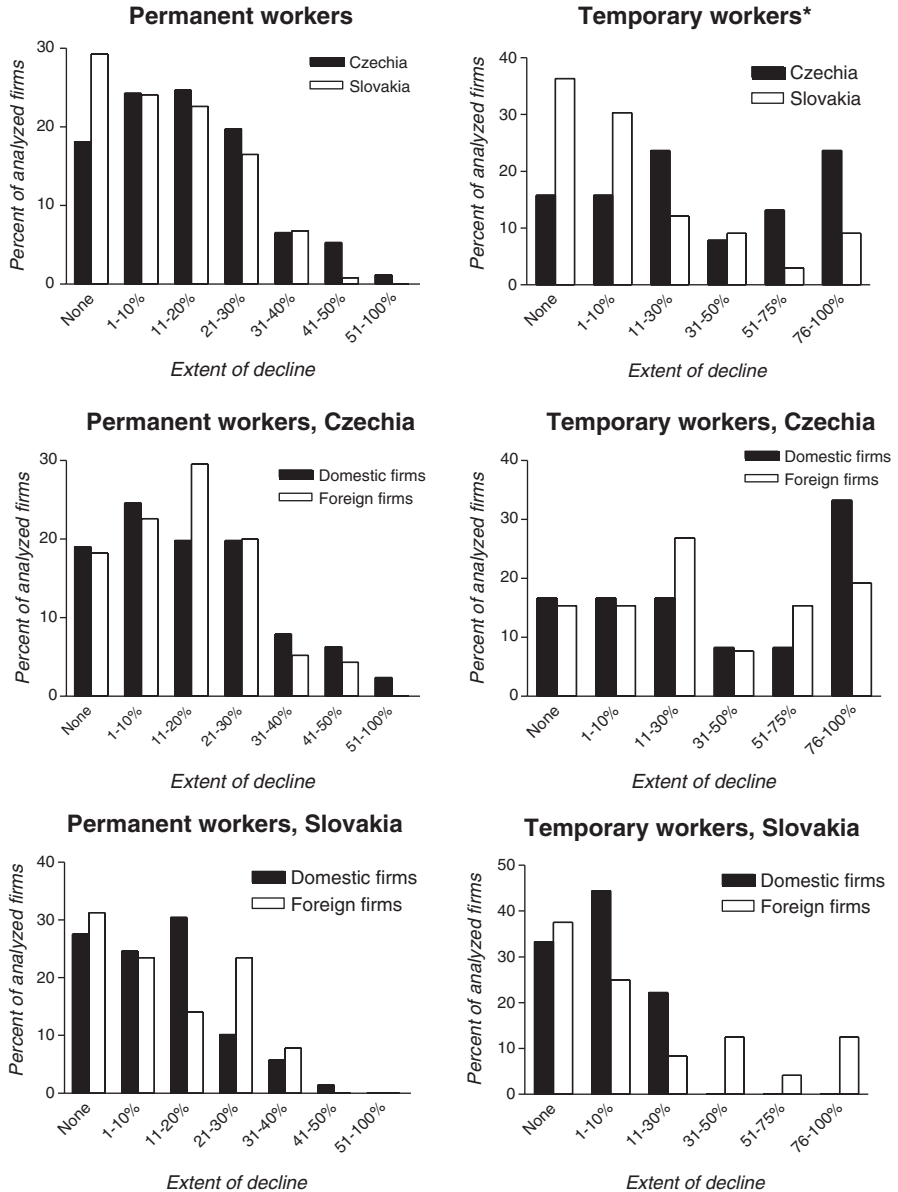 Permanent workers
Percent of analyzed firms
30
20
10
0
Czechia
Slovakia
None
1-10%
11-20%
21-30%
31-40%
41-50%
51-100%
Extent of decline
Temporary workers*
Percent of analyzed firms
40
30
20
10
0
Czechia
Slovakia
None
1-10%
11-30%
31-50%
51-75%
76-100%
Extent of decline
Permanent workers, Czechia
Percent of analyzed firms
30
20
10
0
Domestic firms
Foreign firms
None
1-10%
11-20%
21-30%
31-40%
41-50%
51-100%
Extent of decline
Temporary workers, Czechia
Percent of analyzed firms
40
30
20
10
0
Domestic firms
Foreign firms
None
1-10%
11-30%
31-50%
51-75%
76-100%
Extent of decline
Permanent workers, Slovakia
Percent of analyzed firms
40
30
20
10
0
Domestic firms
Foreign firms
None
1-10%
11-20%
21-30%
31-40%
41-50%
51-100%
Extent of decline
Temporary workers, Slovakia
Percent of analyzed firms
50
40
30
20
10
0
Domestic firms
Foreign firms
None
1-10%
11-30%
31-50%
51-75%
76-100%
Extent of decline